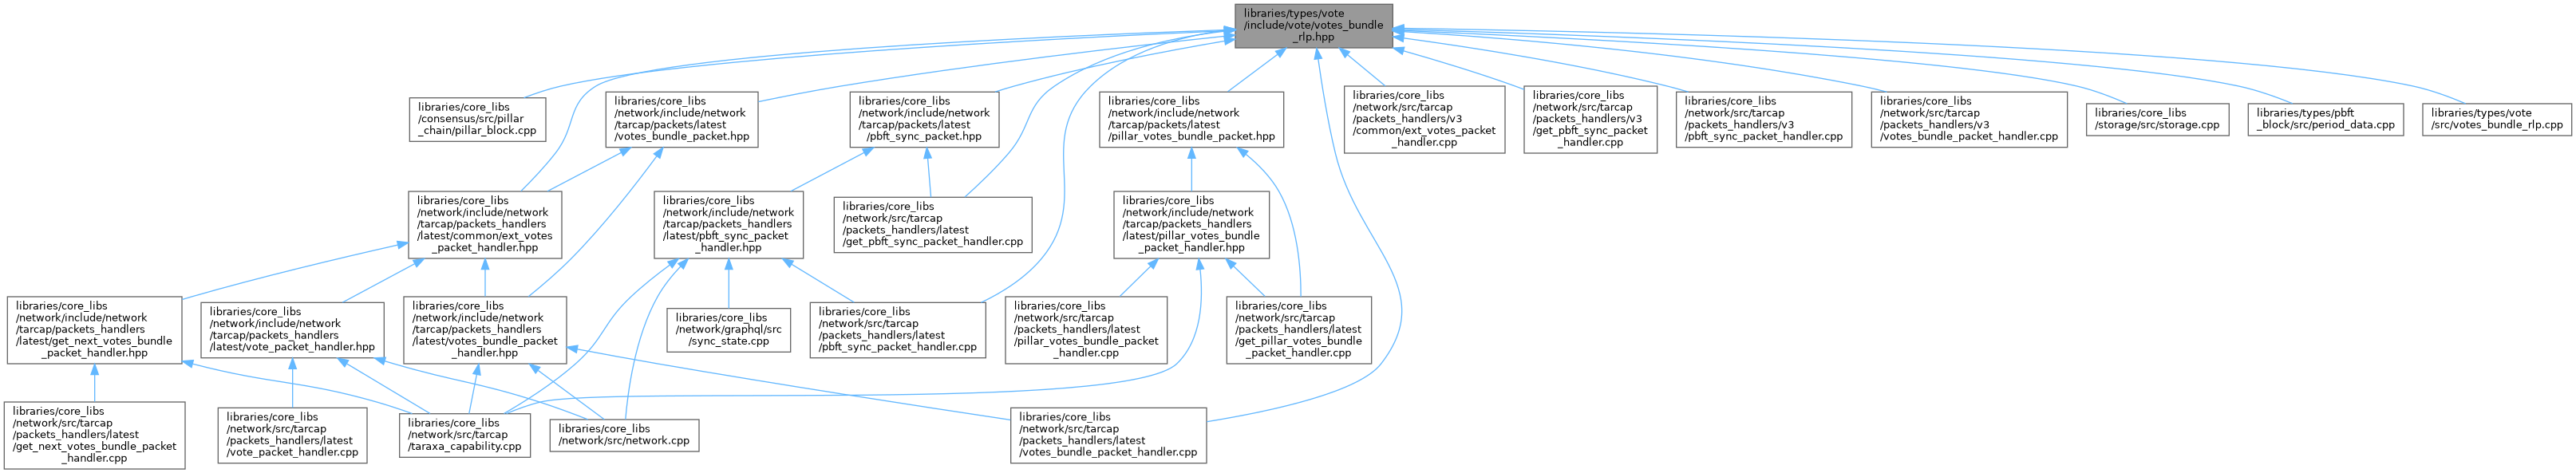 libraries/types/vote
/include/vote/votes_bundle
_rlp.hpp
libraries/core_libs
/consensus/src/pillar
_chain/pillar_block.cpp
libraries/core_libs
/network/include/network
/tarcap/packets/latest
/votes_bundle_packet.hpp
libraries/core_libs
/network/include/network
/tarcap/packets/latest
/pbft_sync_packet.hpp
libraries/core_libs
/network/include/network
/tarcap/packets/latest
/pillar_votes_bundle_packet.hpp
libraries/core_libs
/network/src/tarcap
/packets_handlers/v3
/common/ext_votes_packet
_handler.cpp
libraries/core_libs
/network/src/tarcap
/packets_handlers/v3
/get_pbft_sync_packet
_handler.cpp
libraries/core_libs
/network/src/tarcap
/packets_handlers/v3
/pbft_sync_packet_handler.cpp
libraries/core_libs
/network/src/tarcap
/packets_handlers/v3
/votes_bundle_packet_handler.cpp
libraries/core_libs
/storage/src/storage.cpp
libraries/types/pbft
_block/src/period_data.cpp
libraries/types/vote
/src/votes_bundle_rlp.cpp
libraries/core_libs
/network/include/network
/tarcap/packets_handlers
/latest/common/ext_votes
_packet_handler.hpp
libraries/core_libs
/network/include/network
/tarcap/packets_handlers
/latest/pbft_sync_packet
_handler.hpp
libraries/core_libs
/network/src/tarcap
/packets_handlers/latest
/get_pbft_sync_packet_handler.cpp
libraries/core_libs
/network/include/network
/tarcap/packets_handlers
/latest/pillar_votes_bundle
_packet_handler.hpp
libraries/core_libs
/network/include/network
/tarcap/packets_handlers
/latest/get_next_votes_bundle
_packet_handler.hpp
libraries/core_libs
/network/include/network
/tarcap/packets_handlers
/latest/vote_packet_handler.hpp
libraries/core_libs
/network/include/network
/tarcap/packets_handlers
/latest/votes_bundle_packet
_handler.hpp
libraries/core_libs
/network/graphql/src
/sync_state.cpp
libraries/core_libs
/network/src/tarcap
/packets_handlers/latest
/pbft_sync_packet_handler.cpp
libraries/core_libs
/network/src/tarcap
/packets_handlers/latest
/pillar_votes_bundle_packet
_handler.cpp
libraries/core_libs
/network/src/tarcap
/packets_handlers/latest
/get_pillar_votes_bundle
_packet_handler.cpp
libraries/core_libs
/network/src/tarcap
/packets_handlers/latest
/get_next_votes_bundle_packet
_handler.cpp
libraries/core_libs
/network/src/tarcap
/packets_handlers/latest
/vote_packet_handler.cpp
libraries/core_libs
/network/src/tarcap
/taraxa_capability.cpp
libraries/core_libs
/network/src/network.cpp
libraries/core_libs
/network/src/tarcap
/packets_handlers/latest
/votes_bundle_packet_handler.cpp